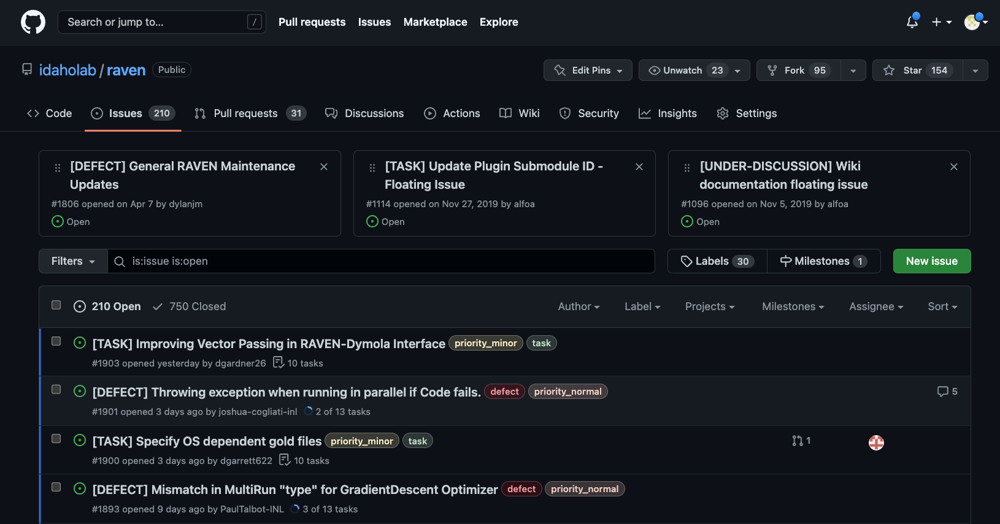 Search or jump to... /
Pull requests Issues Marketplace Explore
idaholab / raven Public
Edit Pins Unwatch 23 Fork 95 Star 154
Code Issues 210 Pull requests 31 Discussions Actions Wiki Security Insights Settings
[DEFECT] General RAVEN Maintenance
Updates
#1806 opened on Apr 7 by dylanjm
Open
[TASK] Update Plugin Submodule ID -
Floating Issue
#1114 opened on Nov 27, 2019 by alfoa
Open
[UNDER-DISCUSSION] Wiki
documentation floating issue
#1096 opened on Nov 5, 2019 by alfoa
Open
Filters is:issue is:open Labels 30 Milestones 1 New issue
210 Open 750 Closed Author Label Projects Milestones Assignee Sort
[TASK] Improving Vector Passing in RAVEN-Dymola Interface priority_minor task
#1903 opened yesterday by dgardner26 10 tasks
[DEFECT] Throwing exception when running in parallel if Code fails. defect priority_normal 5
#1901 opened 3 days ago by joshua-cogliati-inl 2 of 13 tasks
[TASK] Specify OS dependent gold files priority_minor task 1
#1900 opened 3 days ago by dgarrett622 10 tasks
[DEFECT] Mismatch in MultiRun "type" for GradientDescent Optimizer defect priority_normal
#1893 opened 9 days ago by PaulTalbot-INL 3 of 13 tasks